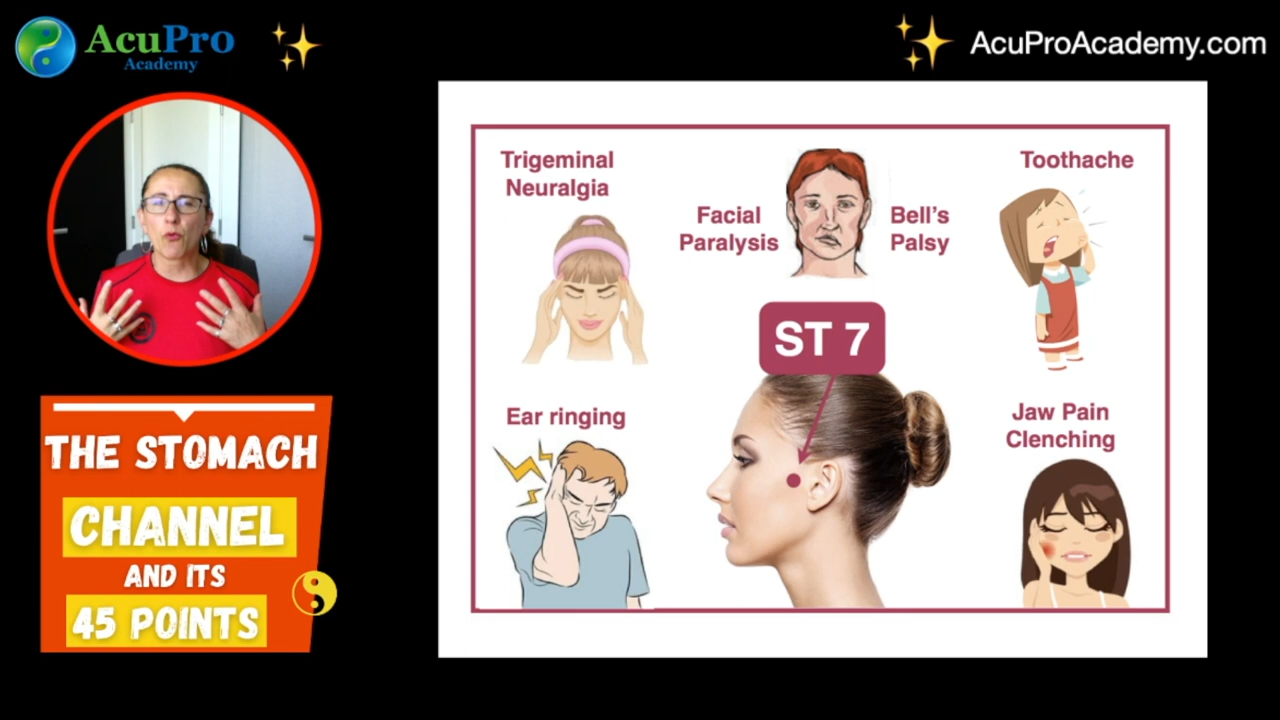 AcuPro
Academy
AcuProAcademy.com
THE STOMACH
CHANNEL
AND ITS
45 POINTS
Trigeminal
Neuralgia
Facial
Paralysis
Bell's
Palsy
Toothache
ST 7
Ear ringing
Jaw Pain
Clenching